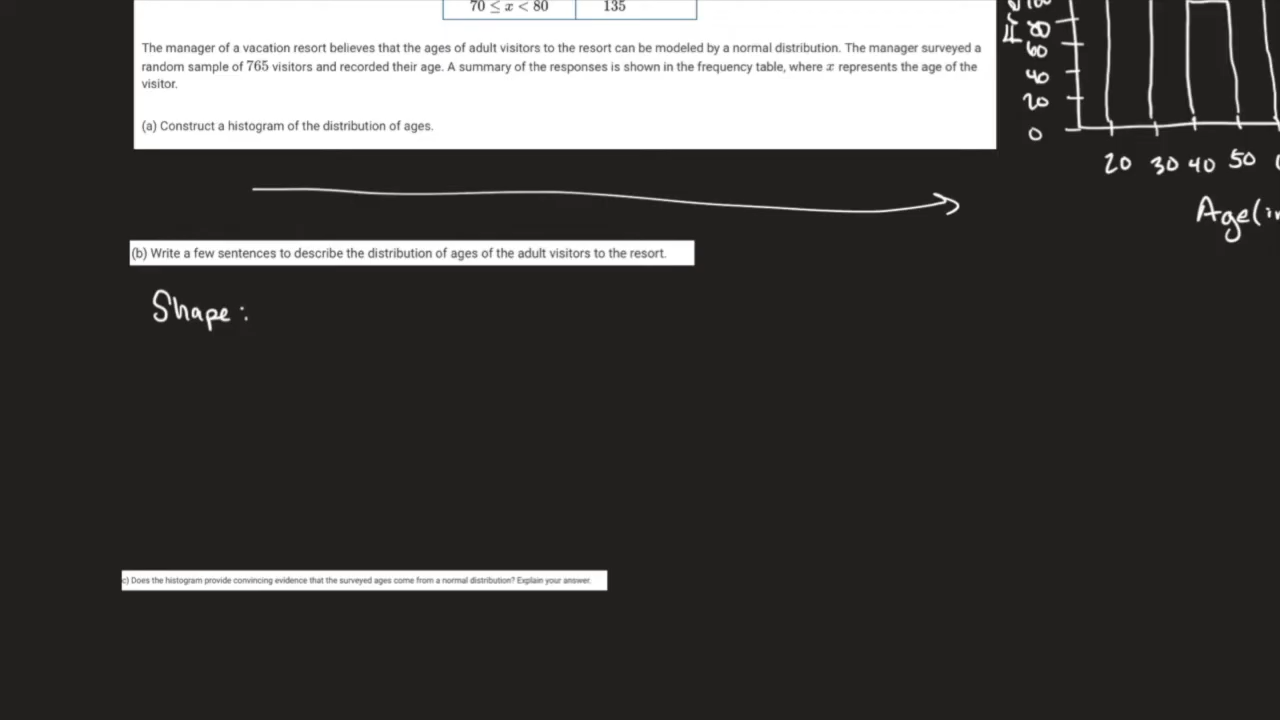 70 ≤ x < 80 135
The manager of a vacation resort believes that the ages of adult visitors to the resort can be modeled by a normal distribution. The manager surveyed a
random sample of 765 visitors and recorded their age. A summary of the responses is shown in the frequency table, where x represents the age of the
visitor.
(a) Construct a histogram of the distribution of ages.
80
60
40
20
0
20 30 40 50
Age(in
(b) Write a few sentences to describe the distribution of ages of the adult visitors to the resort.
Shape:
c) Does the histogram provide convincing evidence that the surveyed ages come from a normal distribution? Explain your answer.